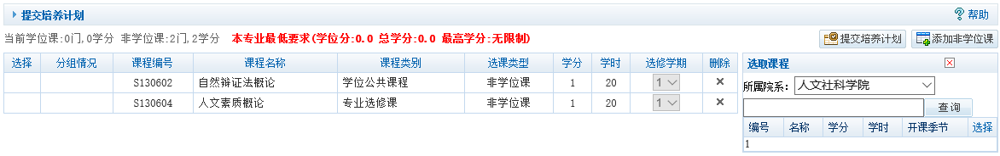 提交培养计划 帮助
当前学位课:0门,0学分 非学位课:2门,2学分 本专业最低要求(学位分:0.0 总学分:0.0 最高学分:无限制) 提交培养计划 添加非学位课
选择 分组情况 课程编号 课程名称 课程类别 选课类型 学分 学时 选修学期 删除
S130602 自然辩证法概论 学位公共课程 非学位课 1 20 1 ×
S130604 人文素质概论 专业选修课 非学位课 1 20 1 ×
选取课程
所属院系: 人文社科学院
查询
编号 名称 学分 学时 开课季节 选择
1